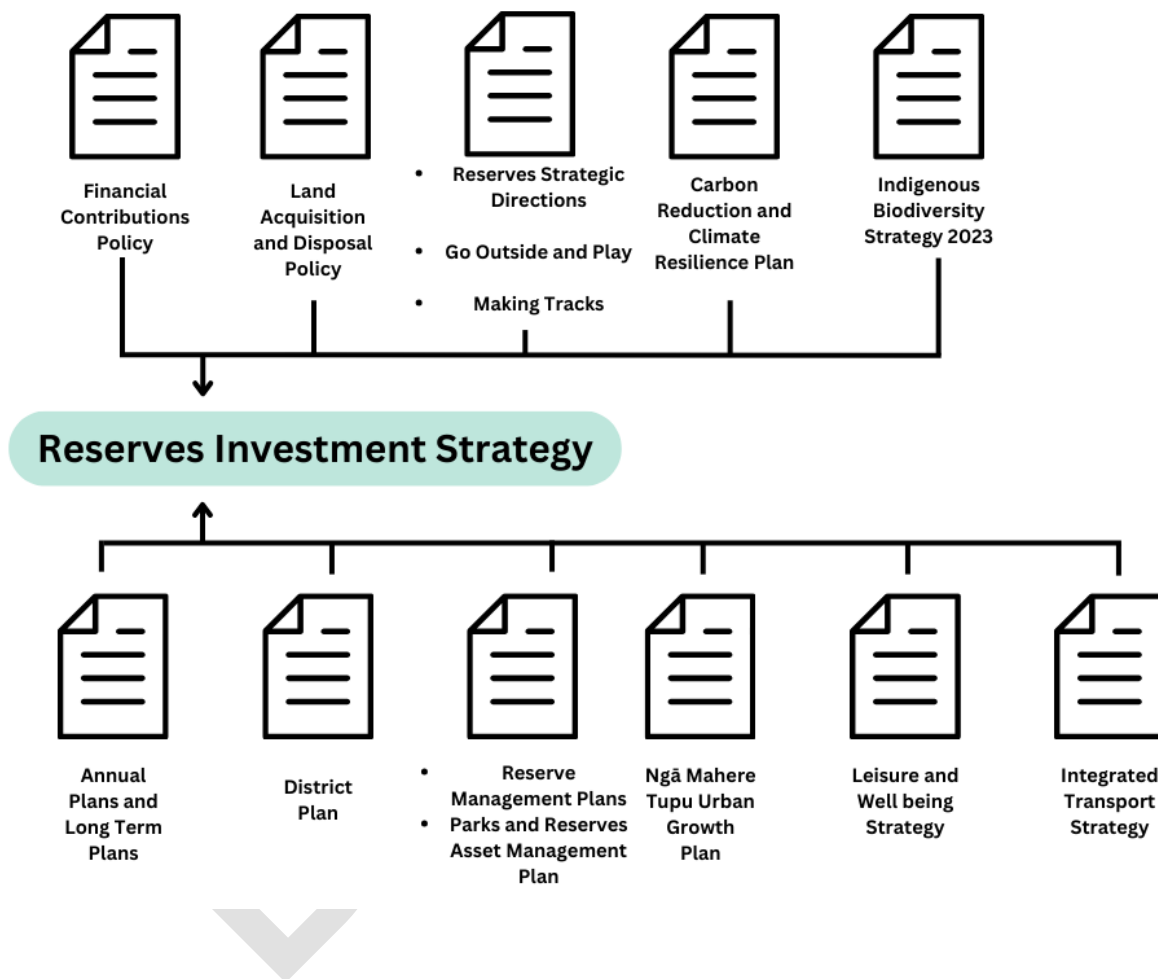 Financial
Contributions
Policy
Land
Acquisition
and Disposal
Policy
• Reserves Strategic
Directions
• Go Outside and Play
• Making Tracks
Carbon
Reduction and
Climate
Resilience Plan
Indigenous
Biodiversity
Strategy 2023
Reserves Investment Strategy
Annual
Plans and
Long Term
Plans
District
Plan
• Reserve
Management Plans
• Parks and Reserves
Asset Management
Plan
Ngā Mahere
Tupu Urban
Growth
Plan
Leisure and
Well being
Strategy
Integrated
Transport
Strategy